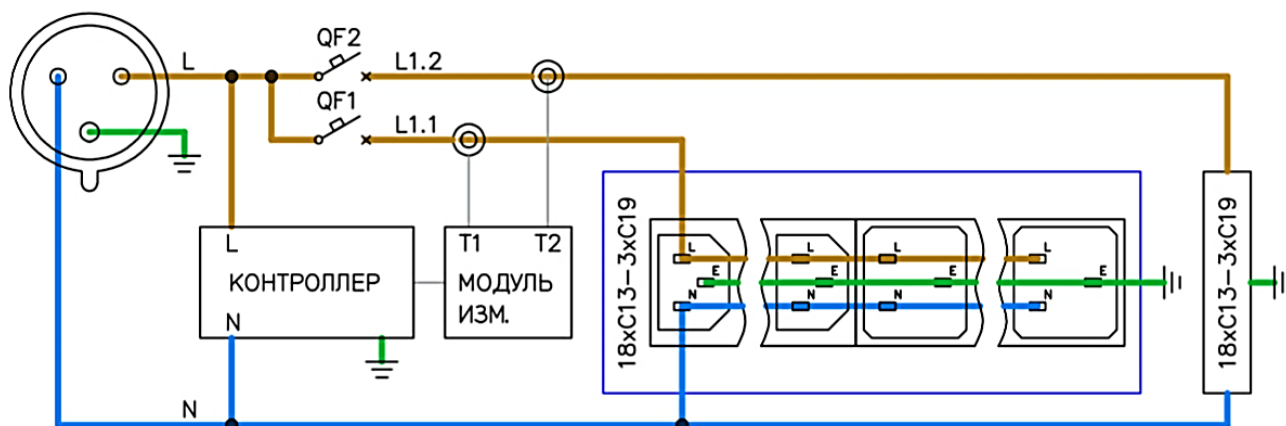 L
QF2
L1.2
QF1
L1.1
L
КОНТРОЛЛЕР
N
T1 T2
МОДУЛЬ
ИЗМ.
18xC13-3xC19
L
E
N
L
E
N
L
E
N
L
E
N
18xC13-3xC19
N